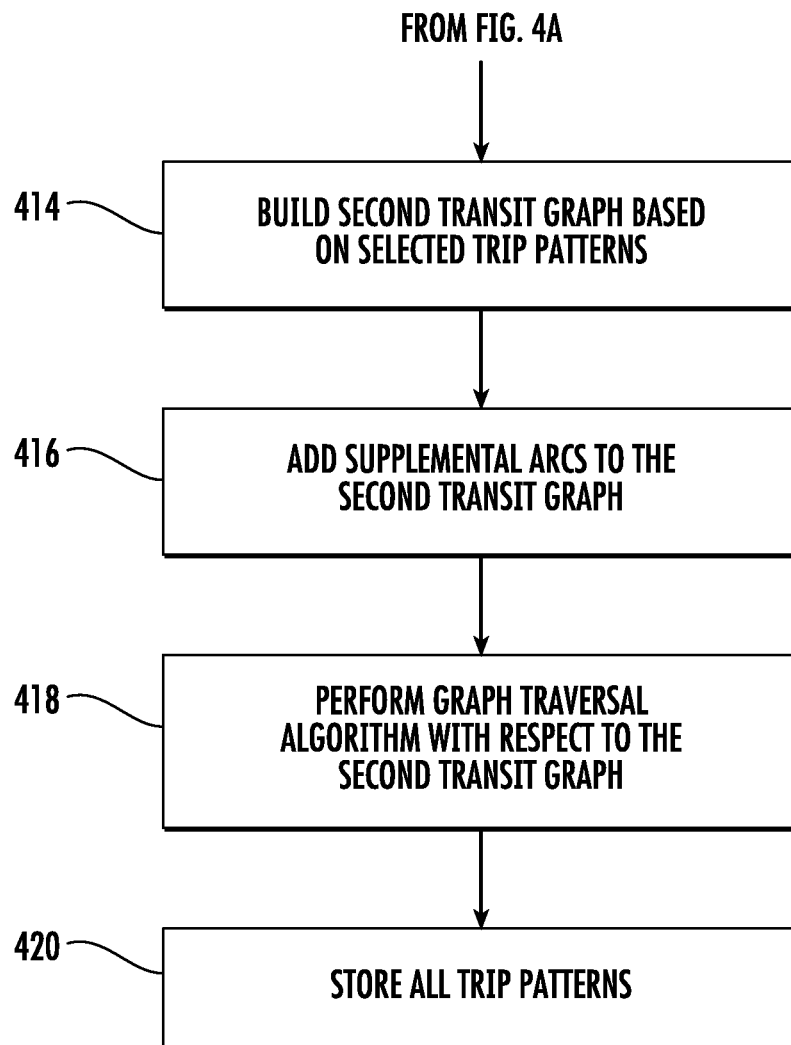 FROM FIG. 4A
414
BUILD SECOND TRANSIT GRAPH BASED
ON SELECTED TRIP PATTERNS
416
ADD SUPPLEMENTAL ARCS TO THE
SECOND TRANSIT GRAPH
418
PERFORM GRAPH TRAVERSAL
ALGORITHM WITH RESPECT TO THE
SECOND TRANSIT GRAPH
420
STORE ALL TRIP PATTERNS